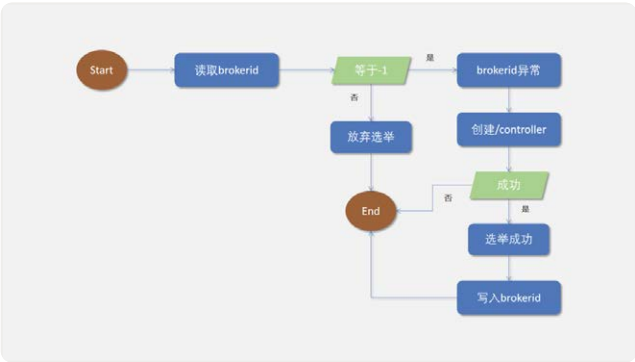 Start
读取brokerid
等于-1
是
brokerid异常
否
放弃选举
创建/controller
成功
否
是
End
选举成功
写入brokerid